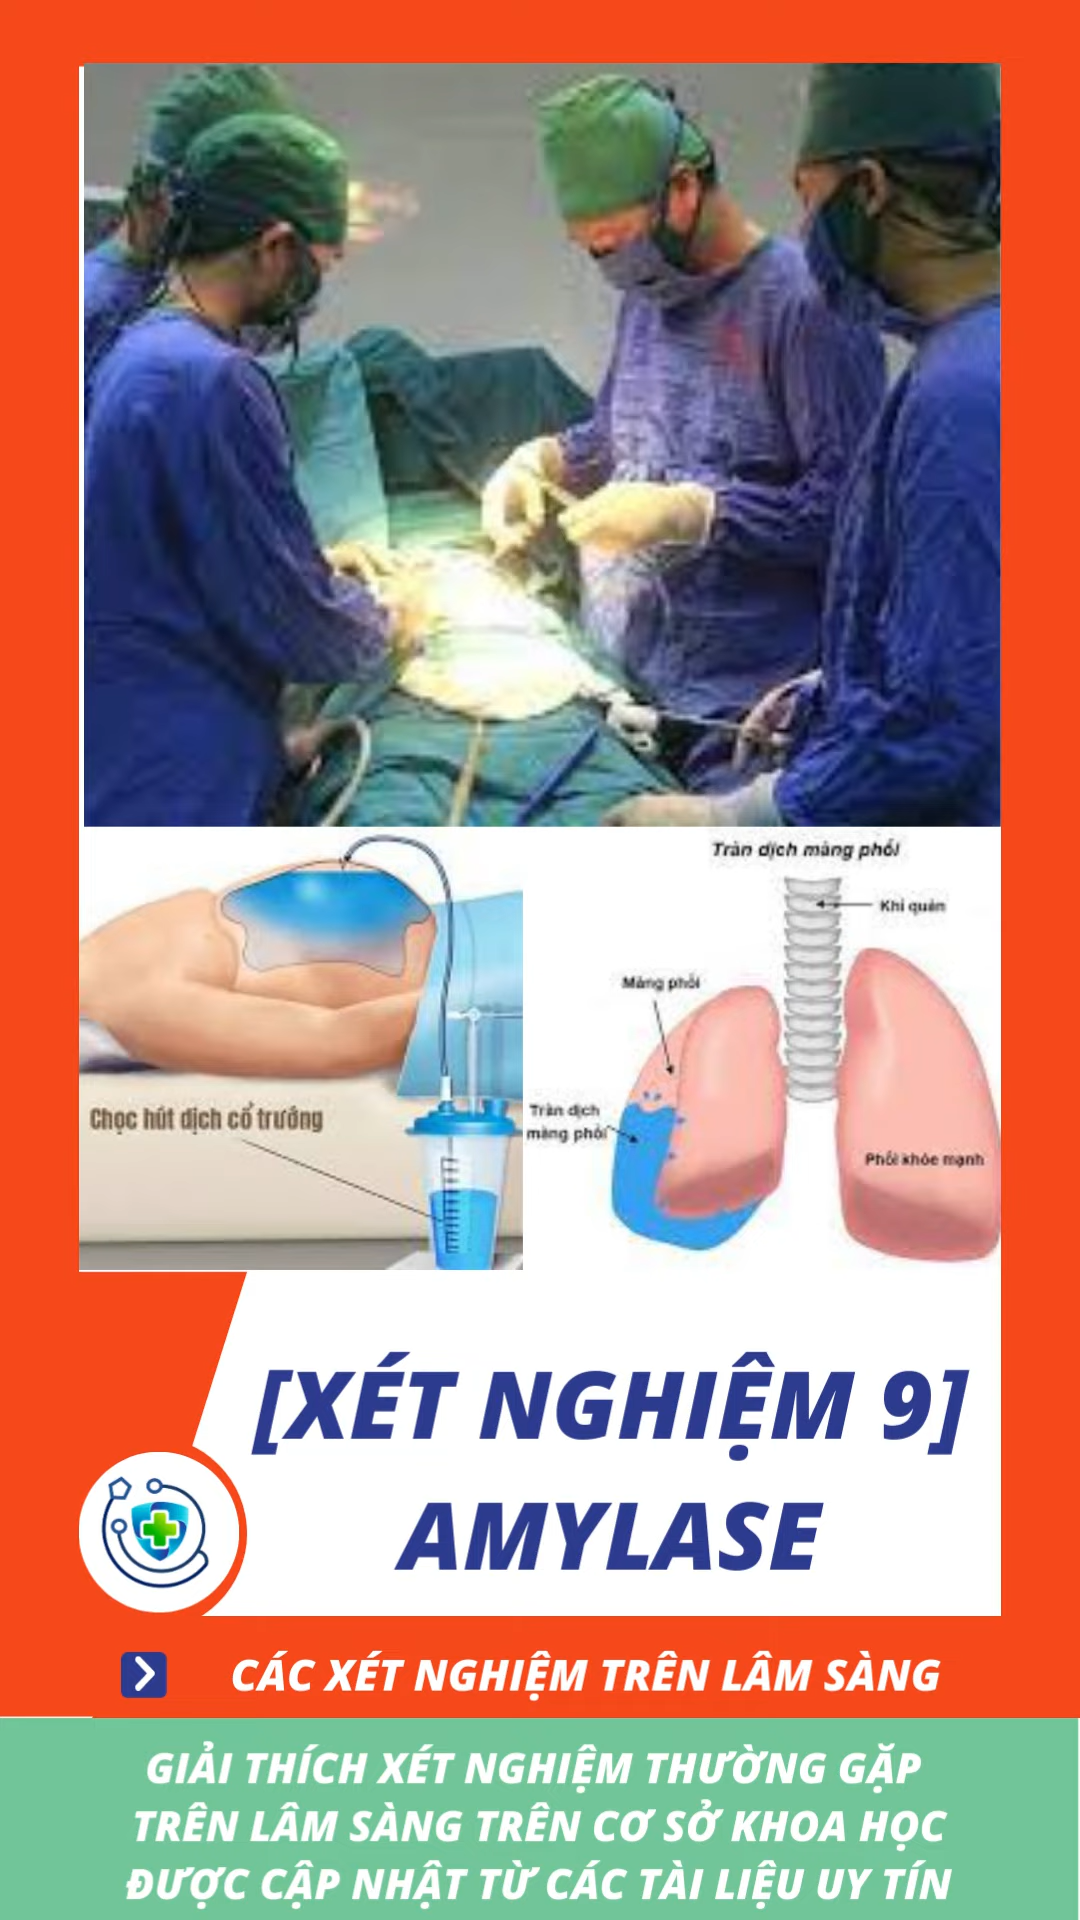 Tràn dịch màng phổi
Khí quản
Màng phổi
Tràn dịch
màng phổi
Phổi khỏe mạnh
Chọc hút dịch cổ trướng
[XÉT NGHIỆM 9]
AMYLASE
CÁC XÉT NGHIỆM TRÊN LÂM SÀNG
GIẢI THÍCH XÉT NGHIỆM THƯỜNG GẶP
TRÊN LÂM SÀNG TRÊN CƠ SỞ KHOA HỌC
ĐƯỢC CẬP NHẬT TỪ CÁC TÀI LIỆU UY TÍN